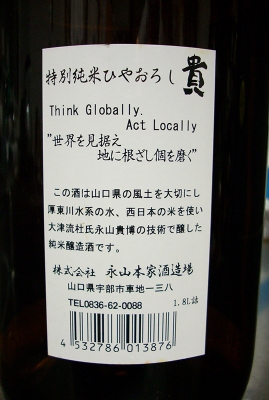 特別純米ひやおろし 貴
Think Globally.
Act Locally
"世界を見据え
地に根ざし個を磨ぐ"
この酒は山口県の風土を大切にし
厚東川水系の水、西日本の米を使い
大津流杜氏永山貴博の技術で醸した
純米醸造酒です。
株式会社 永山本家酒造場
山口県宇部市車地一三八
TEL0836-62-0088
1.8L詰
4 532786 013876